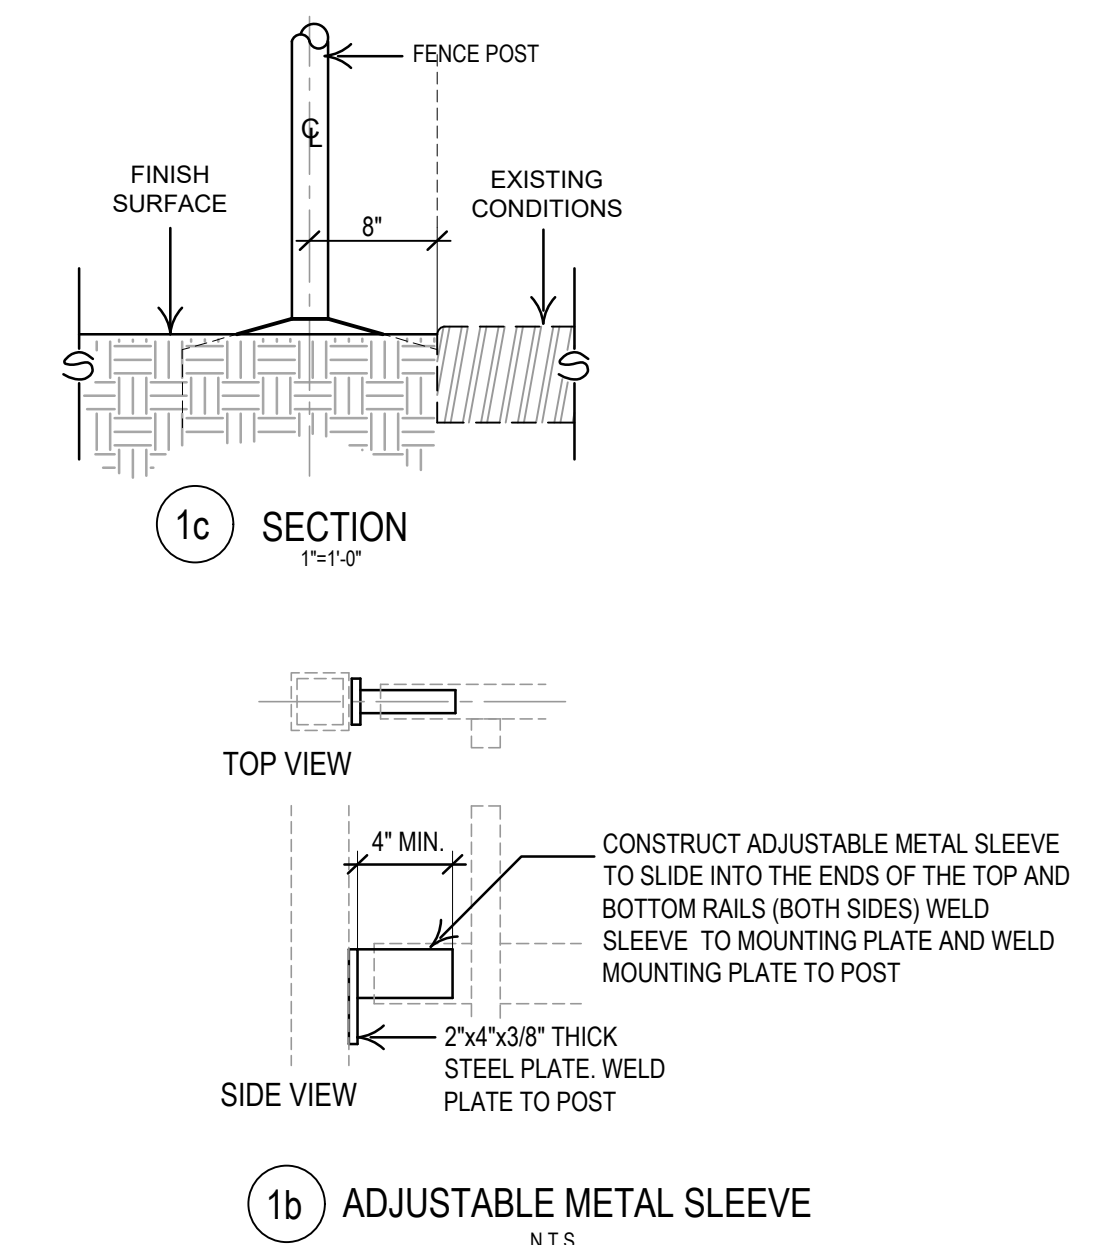 FENCE POST
CL
FINISH
SURFACE
EXISTING
CONDITIONS
8"
1c
SECTION
1"=1'-0"
TOP VIEW
4" MIN.
CONSTRUCT ADJUSTABLE METAL SLEEVE
TO SLIDE INTO THE ENDS OF THE TOP AND
BOTTOM RAILS (BOTH SIDES) WELD
SLEEVE TO MOUNTING PLATE AND WELD
MOUNTING PLATE TO POST
2"x4"x3/8" THICK
STEEL PLATE. WELD
PLATE TO POST
SIDE VIEW
1b
ADJUSTABLE METAL SLEEVE
N.T.S.